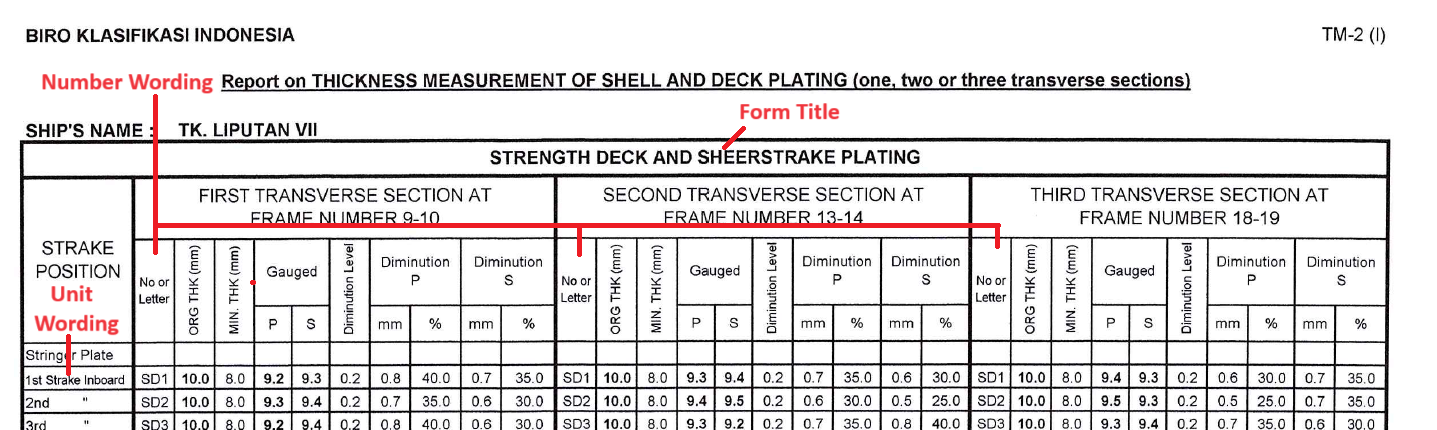 BIRO KLASIFIKASI INDONESIA TM-2 (I)
Number Wording Report on THICKNESS MEASUREMENT OF SHELL AND DECK PLATING (one, two or three transverse sections)
Form Title
SHIP'S NAME : TK. LIPUTAN VII
STRENGTH DECK AND SHEERSTRAKE PLATING
STRAKE POSITION
Unit Wording
FIRST TRANSVERSE SECTION AT FRAME NUMBER 9-10 SECOND TRANSVERSE SECTION AT FRAME NUMBER 13-14 THIRD TRANSVERSE SECTION AT FRAME NUMBER 18-19
No or Letter ORG THK (mm) MIN. THK (mm) Gauged P S Diminution Level Diminution P mm % Diminution S mm %
No or Letter ORG THK (mm) MIN. THK (mm) Gauged P S Diminution Level Diminution P mm % Diminution S mm %
No or Letter ORG THK (mm) MIN. THK (mm) Gauged P S Diminution Level Diminution P mm % Diminution S mm %
Stringer Plate
1st Strake Inboard SD1 10.0 8.0 9.2 9.3 0.2 0.8 40.0 0.7 35.0 SD1 10.0 8.0 9.3 9.4 0.2 0.7 35.0 0.6 30.0 SD1 10.0 8.0 9.4 9.3 0.2 0.6 30.0 0.7 35.0
2nd " SD2 10.0 8.0 9.3 9.4 0.2 0.7 35.0 0.6 30.0 SD2 10.0 8.0 9.4 9.5 0.2 0.6 30.0 0.5 25.0 SD2 10.0 8.0 9.5 9.3 0.2 0.5 25.0 0.7 35.0
3rd " SD3 10.0 8.0 9.2 9.4 0.2 0.8 40.0 0.6 30.0 SD3 10.0 8.0 9.3 9.2 0.2 0.7 35.0 0.8 40.0 SD3 10.0 8.0 9.3 9.4 0.2 0.7 35.0 0.6 30.0